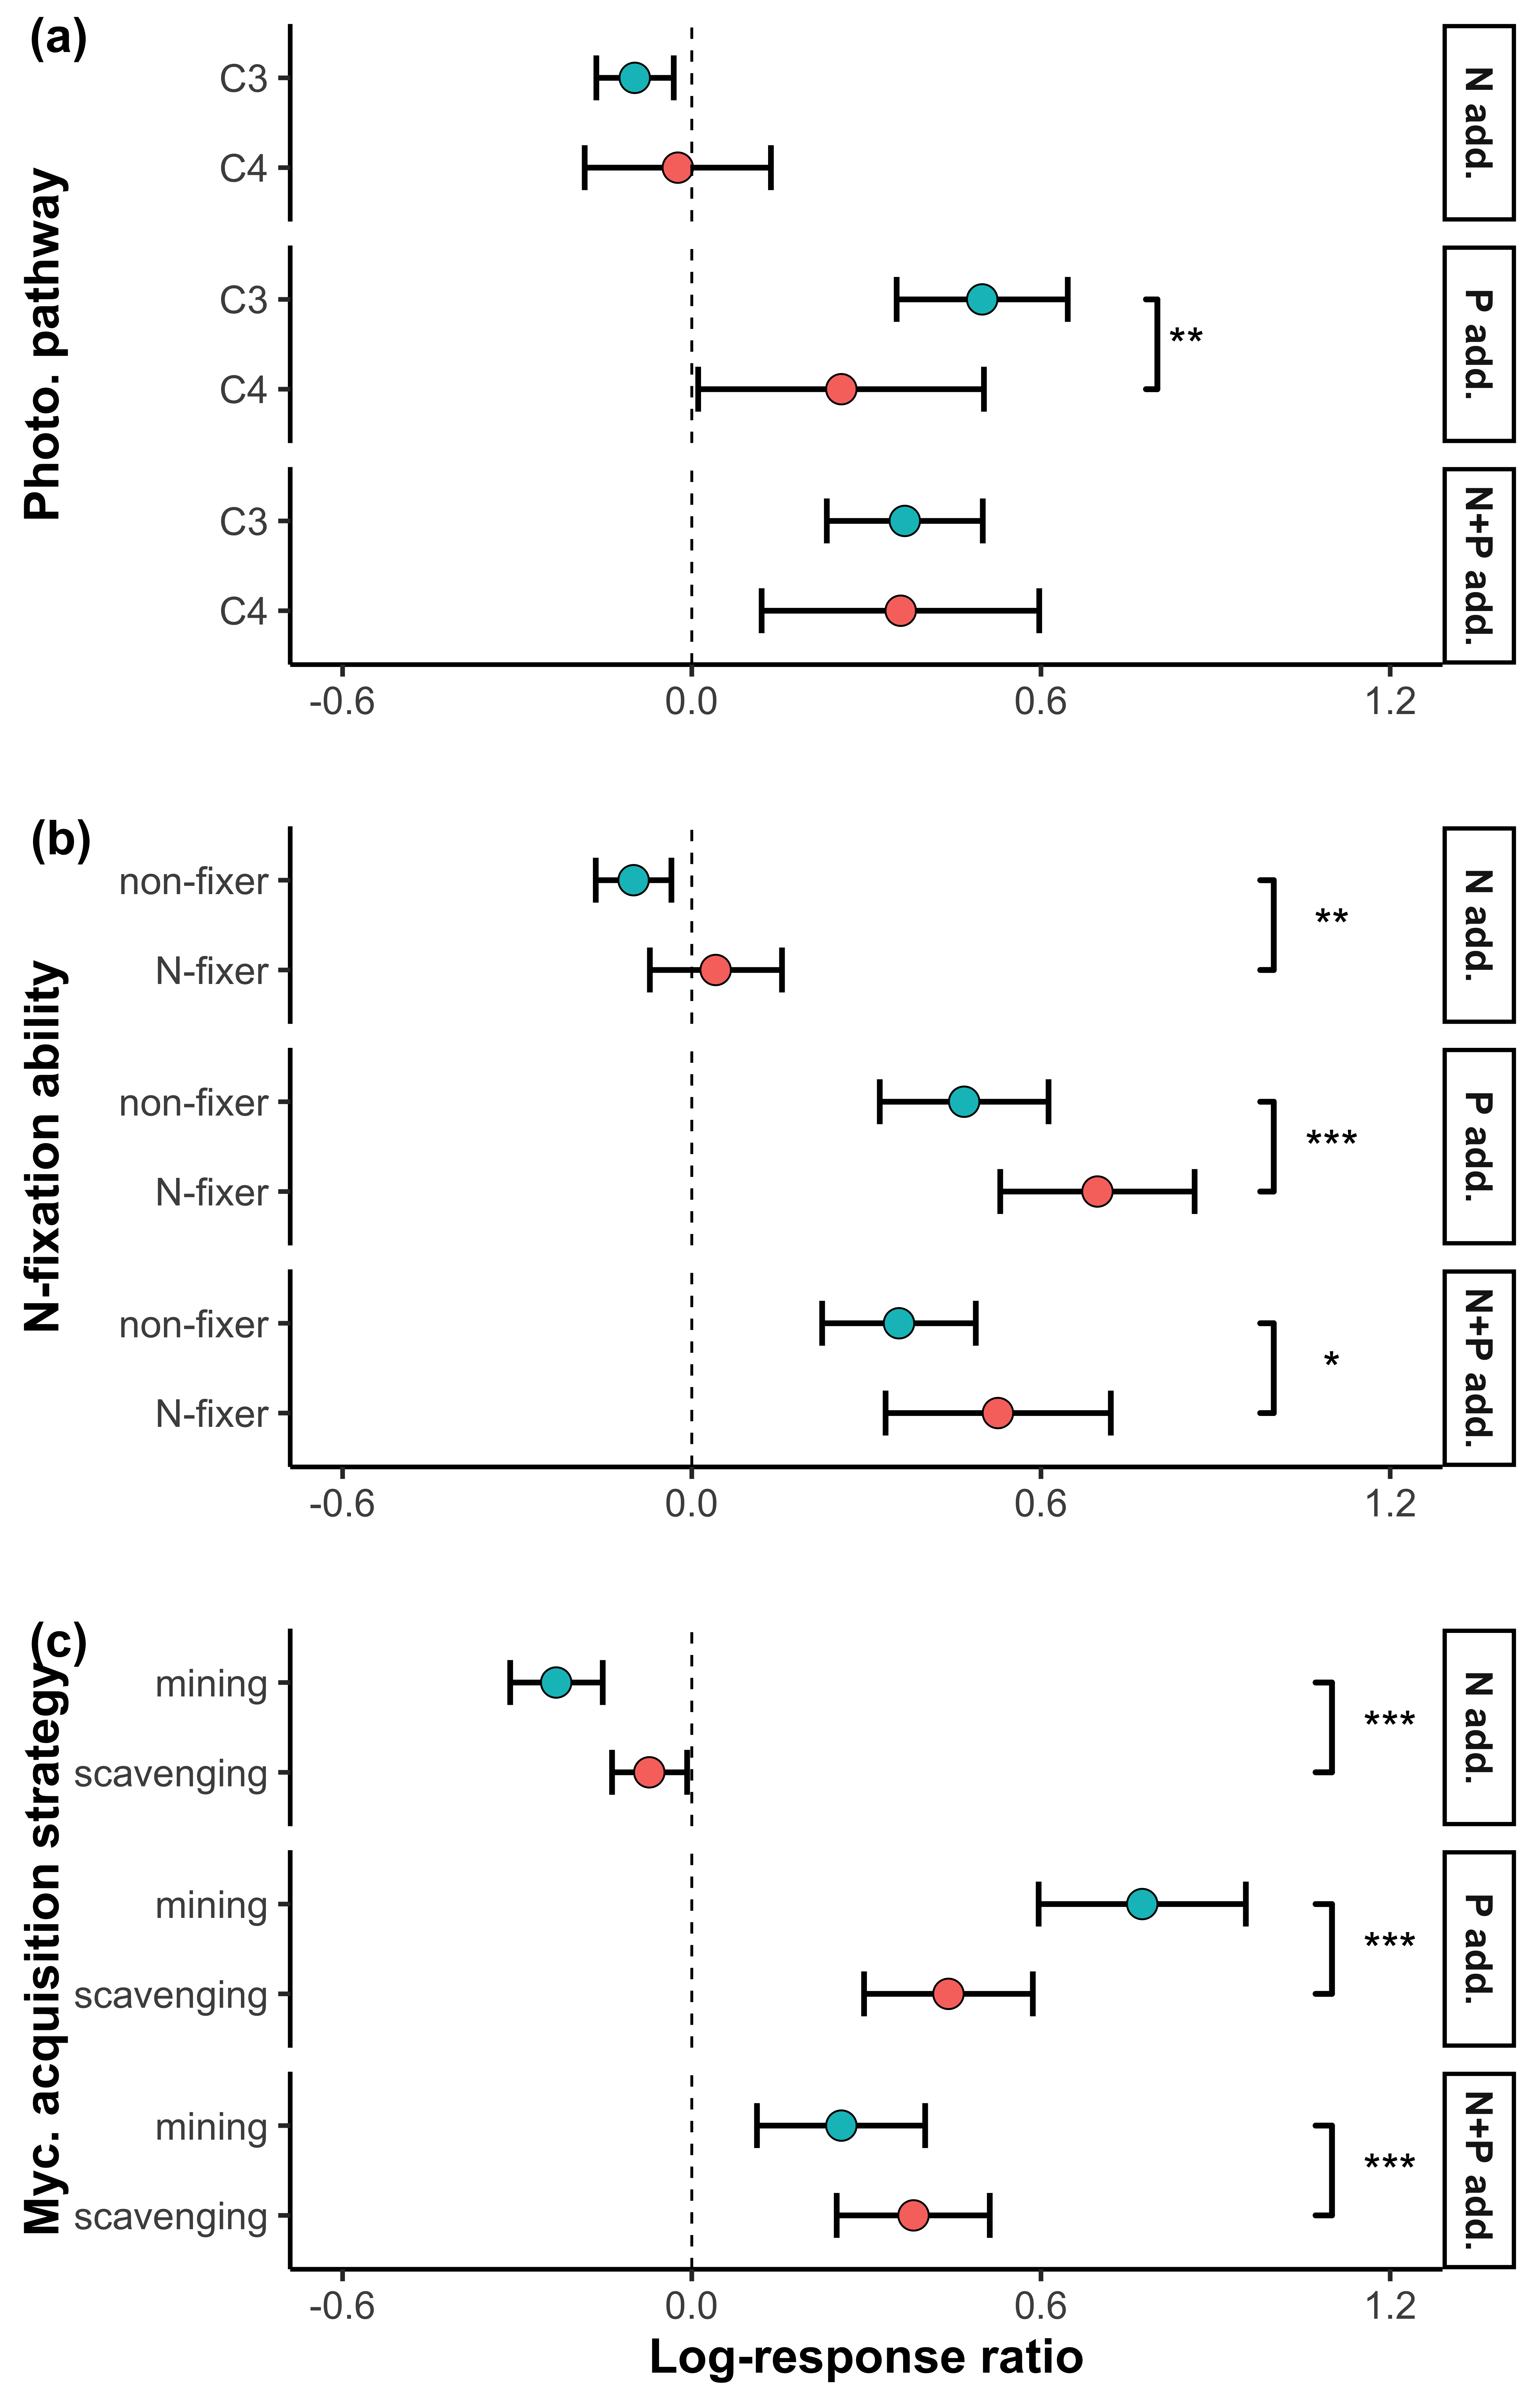 (a)
Photo. pathway
C3
C4
N add.
C3
C4
**
P add.
C3
C4
N+P add.
-0.6 0.0 0.6 1.2
(b)
N-fixation ability
non-fixer
N-fixer
**
N add.
non-fixer
N-fixer
***
P add.
non-fixer
N-fixer
*
N+P add.
-0.6 0.0 0.6 1.2
(c)
Myc. acquisition strategy
mining
scavenging
***
N add.
mining
scavenging
***
P add.
mining
scavenging
***
N+P add.
-0.6 0.0 0.6 1.2
Log-response ratio